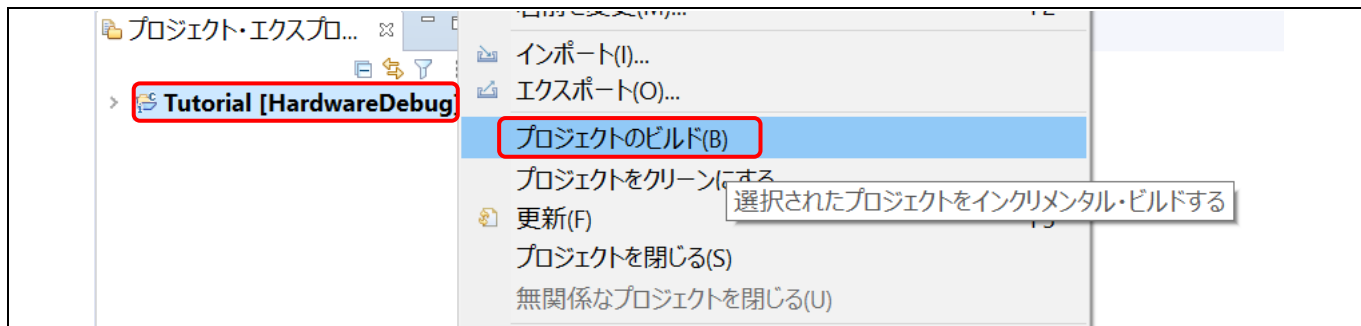 プロジェクト・エクスプロ...
インポート(I)...
エクスポート(O)...
Tutorial [HardwareDebug]
プロジェクトのビルド(B)
プロジェクトをクリーンにする
選択されたプロジェクトをインクリメンタル・ビルドする
更新(F)
プロジェクトを閉じる(S)
無関係なプロジェクトを閉じる(U)